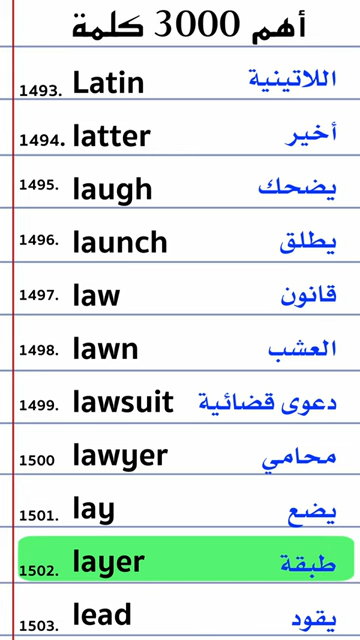 أهم 3000 كلمة
1493. Latin اللاتينية
1494. latter أخير
1495. laugh يضحك
1496. launch يطلق
1497. law قانون
1498. lawn العشب
1499. lawsuit دعوى قضائية
1500 lawyer محامي
1501. lay يضع
1502. layer طبقة
1503. lead يقود